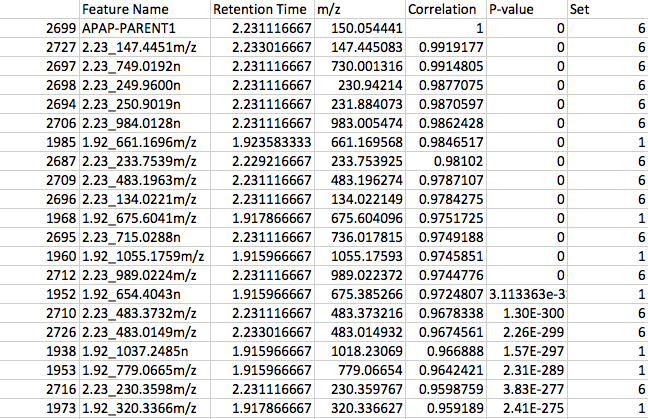 Feature Name Retention Time m/z Correlation P-value Set
2699 APAP-PARENT1 2.231116667 150.054441 1 0 6
2727 2.23_147.4451m/z 2.233016667 147.445083 0.9919177 0 6
2697 2.23_749.0192n 2.231116667 730.001316 0.9914805 0 6
2698 2.23_249.9600n 2.231116667 230.94214 0.9877075 0 6
2694 2.23_250.9019n 2.231116667 231.884073 0.9870597 0 6
2706 2.23_984.0128n 2.231116667 983.005474 0.9862428 0 6
1985 1.92_661.1696m/z 1.923583333 661.169568 0.9846517 0 1
2687 2.23_233.7539m/z 2.229216667 233.753925 0.98102 0 6
2709 2.23_483.1963m/z 2.231116667 483.196274 0.9787107 0 6
2696 2.23_134.0221m/z 2.231116667 134.022149 0.9784275 0 6
1968 1.92_675.6041m/z 1.917866667 675.604096 0.9751725 0 1
2695 2.23_715.0288n 2.231116667 736.017815 0.9749188 0 6
1960 1.92_1055.1759m/z 1.915966667 1055.17593 0.9745851 0 1
2712 2.23_989.0224m/z 2.231116667 989.022372 0.9744776 0 6
1952 1.92_654.4043n 1.915966667 675.385266 0.9724807 3.113363e-3 1
2710 2.23_483.3732m/z 2.231116667 483.373216 0.9678338 1.30E-300 6
2726 2.23_483.0149m/z 2.233016667 483.014932 0.9674561 2.26E-299 6
1938 1.92_1037.2485n 1.915966667 1018.23069 0.966888 1.57E-297 1
1953 1.92_779.0665m/z 1.915966667 779.06654 0.9642421 2.31E-289 1
2716 2.23_230.3598m/z 2.231116667 230.359767 0.9598759 3.83E-277 6
1973 1.92_320.3366m/z 1.917866667 320.336627 0.959189 2.41E-275 1